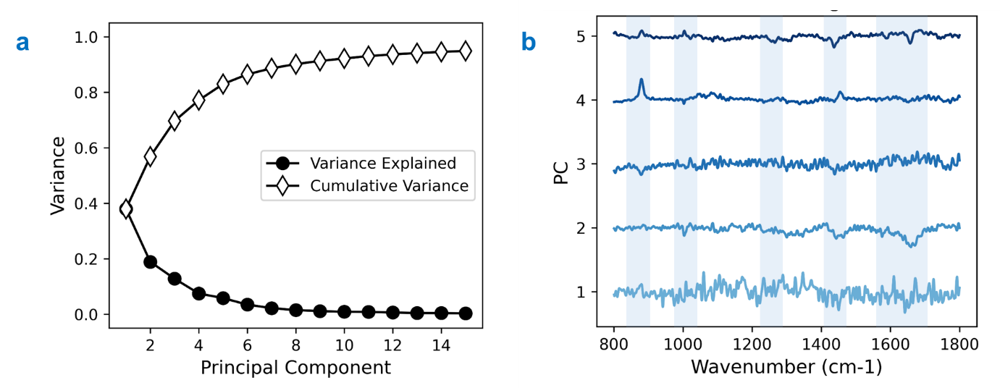 a
1.0
0.8
0.6
0.4
0.2
0.0
Variance
Variance Explained
Cumulative Variance
2 4 6 8 10 12 14
Principal Component
b
5
4
3
2
1
PC
800 1000 1200 1400 1600 1800
Wavenumber (cm-1)